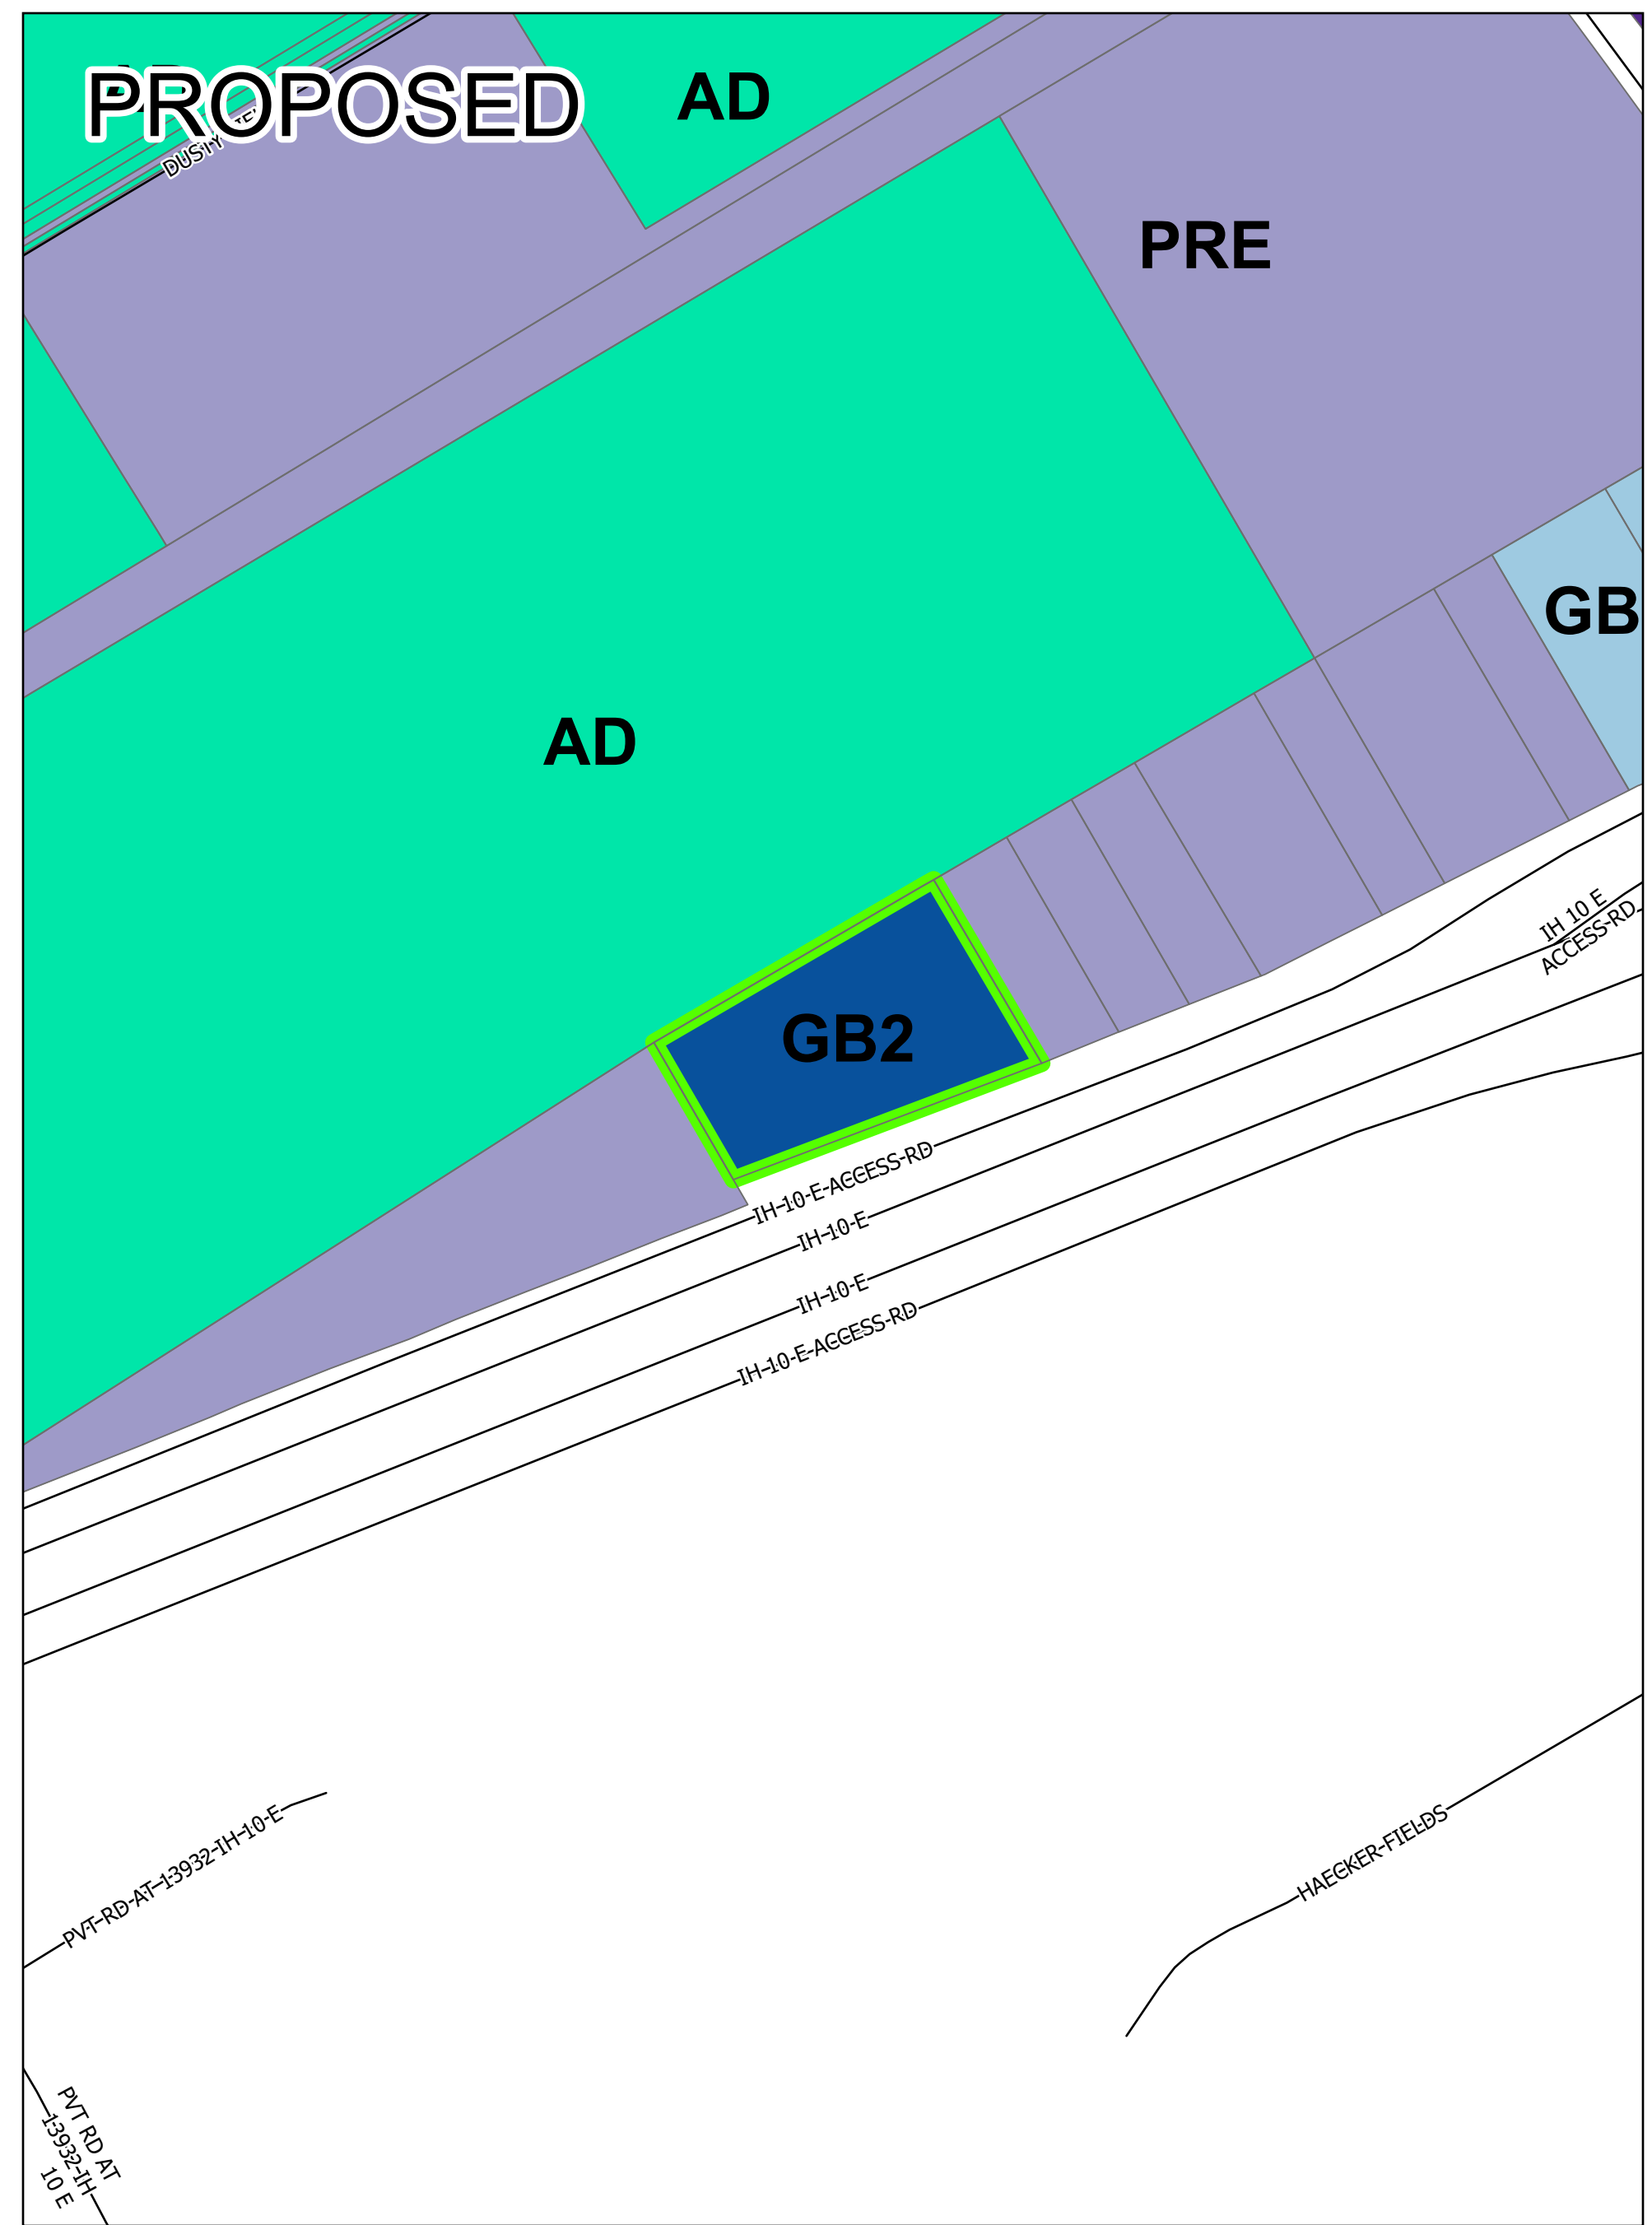 PROPOSED
AD
DUSTY
PRE
GB
AD
IH 10 E
ACCESS-RD
GB2
IH-10-E-ACCESS-RD
IH-10-E
IH-10-E
IH-10-E-ACCESS-RD
PVT-RD-AT-13932-IH-10-E
HAECKER-FIELDS
PVT RD AT
13932-IH
10 E